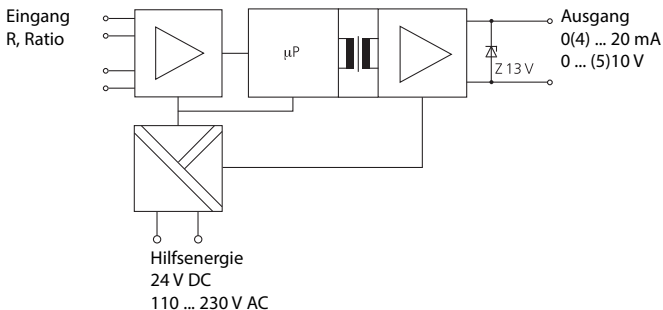 Eingang
R, Ratio
µP
Z 13 V
Ausgang
0(4) ... 20 mA
0 ... (5)10 V
Hilfsenergie
24 V DC
110 ... 230 V AC